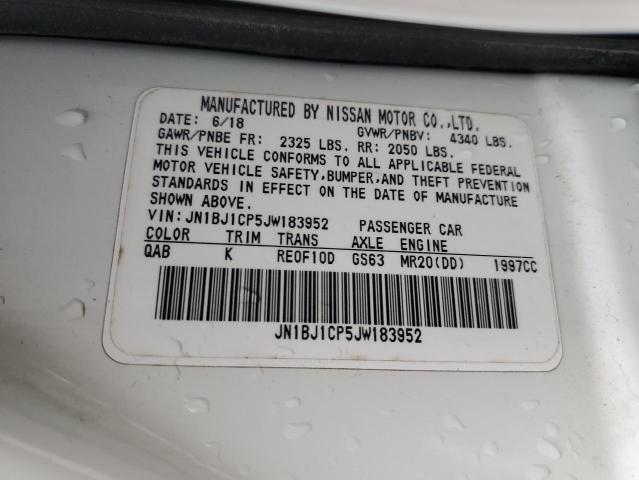 MANUFACTURED BY NISSAN MOTOR CO.,LTD.
DATE: 6/18 GVWR/PNBV: 4340 LBS.
GAWR/PNBE FR: 2325 LBS. RR: 2050 LBS.
THIS VEHICLE CONFORMS TO ALL APPLICABLE FEDERAL
MOTOR VEHICLE SAFETY,BUMPER,AND THEFT PREVENTION
STANDARDS IN EFFECT ON THE DATE OF MANUFACTURE
SHOWN ABOVE.
VIN:JN1BJ1CP5JW183952 PASSENGER CAR
COLOR TRIM TRANS AXLE ENGINE
QAB K RE0F10D GS63 MR20(DD) 1997CC
JN1BJ1CP5JW183952